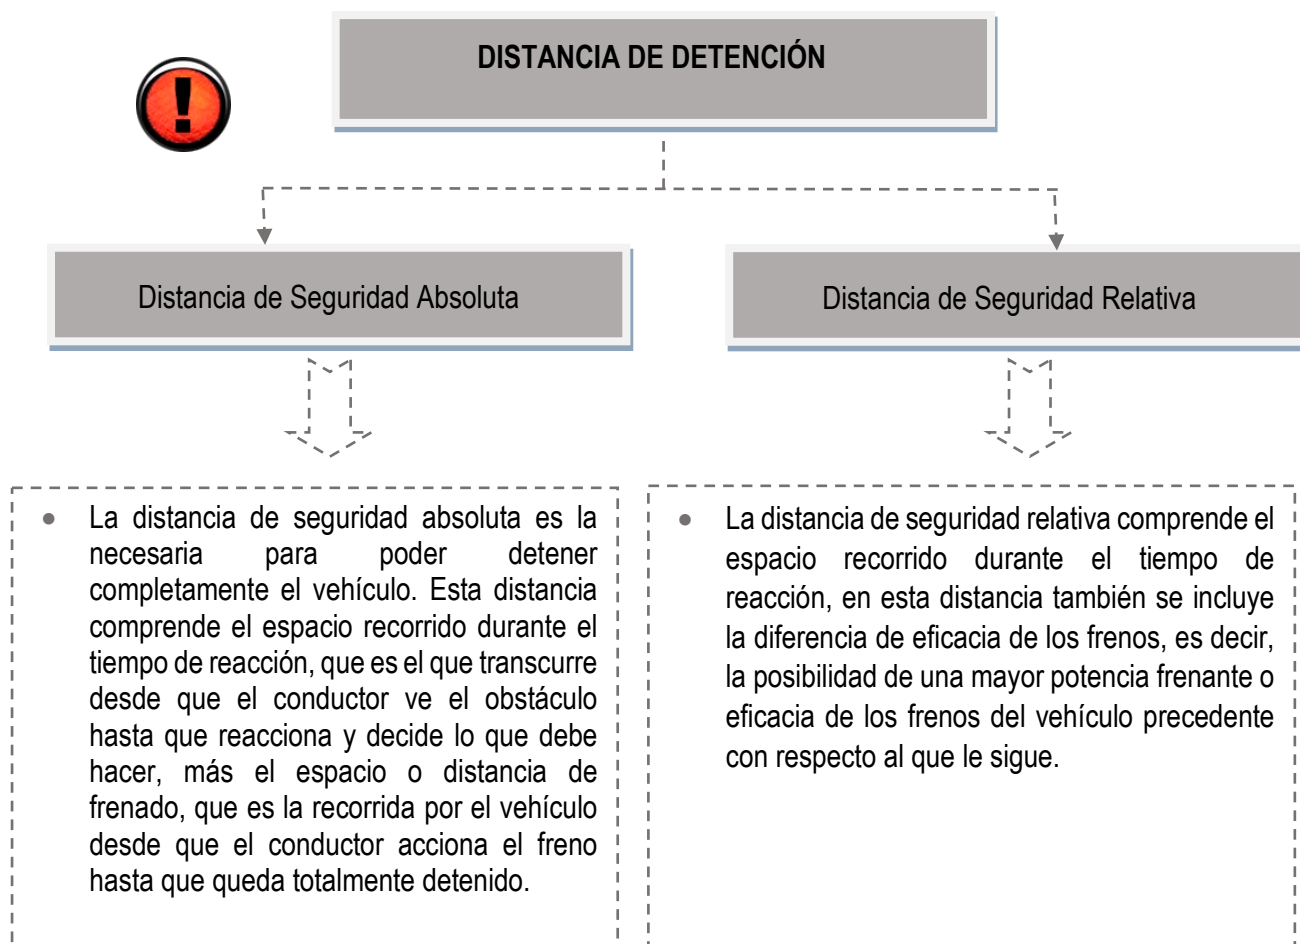 DISTANCIA DE DETENCIÓN
Distancia de Seguridad Absoluta
Distancia de Seguridad Relativa
• La distancia de seguridad absoluta es la
necesaria para poder detener
completamente el vehículo. Esta distancia
comprende el espacio recorrido durante el
tiempo de reacción, que es el que transcurre
desde que el conductor ve el obstáculo
hasta que reacciona y decide lo que debe
hacer, más el espacio o distancia de
frenado, que es la recorrida por el vehículo
desde que el conductor acciona el freno
hasta que queda totalmente detenido.
• La distancia de seguridad relativa comprende el
espacio recorrido durante el tiempo de
reacción, en esta distancia también se incluye
la diferencia de eficacia de los frenos, es decir,
la posibilidad de una mayor potencia frenante o
eficacia de los frenos del vehículo precedente
con respecto al que le sigue.